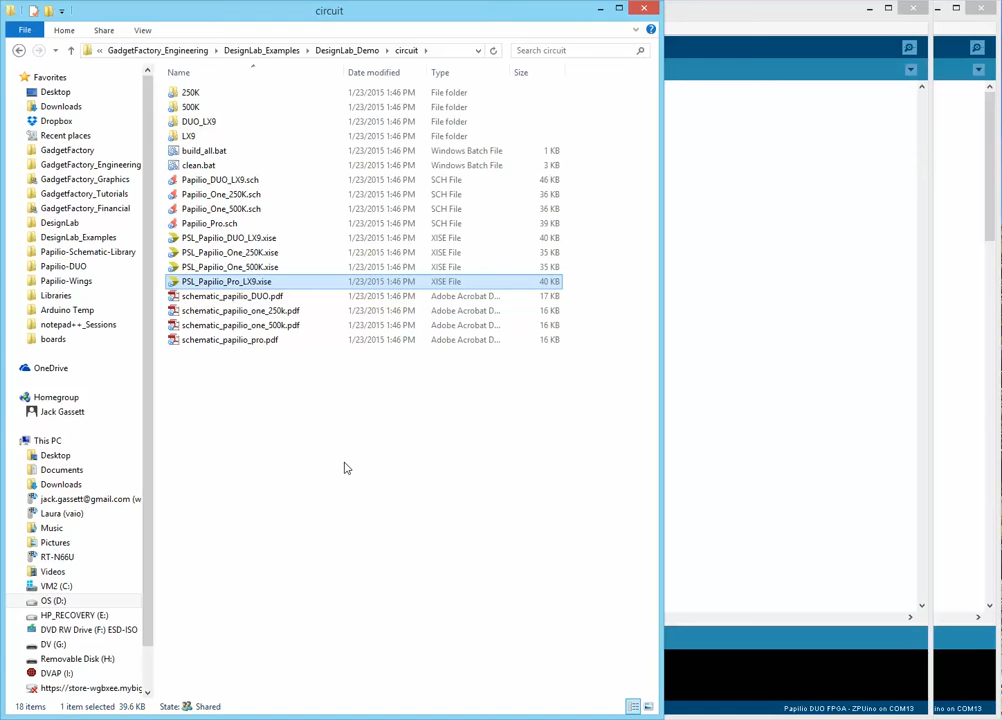 circuit
File Home Share View
« GadgetFactory_Engineering DesignLab_Examples DesignLab_Demo circuit Search circuit
Name Date modified Type Size
Favorites
Desktop
Downloads
Dropbox
Recent places
GadgetFactory
GadgetFactory_Engineering
GadgetFactory_Graphics
Gadgetfactory_Tutorials
GadgetFactory_Financial
DesignLab
DesignLab_Examples
Papilio-Schematic-Library
Papilio-DUO
Papilio-Wings
Libraries
Arduino Temp
notepad++_Sessions
boards
OneDrive
Homegroup
Jack Gassett
This PC
Desktop
Documents
Downloads
jack.gassett@gmail.com (w
Laura (vaio)
Music
Pictures
RT-N66U
Videos
VM2 (C:)
OS (D:)
HP_RECOVERY (E:)
DVD RW Drive (F:) ESD-ISO
DV (G:)
Removable Disk (H:)
DVAP (I:)
https://store-wgbxee.mybig
250K 1/23/2015 1:46 PM File folder
500K 1/23/2015 1:46 PM File folder
DUO_LX9 1/23/2015 1:46 PM File folder
LX9 1/23/2015 1:46 PM File folder
build_all.bat 1/23/2015 1:46 PM Windows Batch File 1 KB
clean.bat 1/23/2015 1:46 PM Windows Batch File 3 KB
Papilio_DUO_LX9.sch 1/23/2015 1:46 PM SCH File 46 KB
Papilio_One_250K.sch 1/23/2015 1:46 PM SCH File 36 KB
Papilio_One_500K.sch 1/23/2015 1:46 PM SCH File 36 KB
Papilio_Pro.sch 1/23/2015 1:46 PM SCH File 39 KB
PSL_Papilio_DUO_LX9.xise 1/23/2015 1:46 PM XISE File 40 KB
PSL_Papilio_One_250K.xise 1/23/2015 1:46 PM XISE File 35 KB
PSL_Papilio_One_500K.xise 1/23/2015 1:46 PM XISE File 35 KB
PSL_Papilio_Pro_LX9.xise 1/23/2015 1:46 PM XISE File 40 KB
schematic_papilio_DUO.pdf 1/23/2015 1:46 PM Adobe Acrobat D... 17 KB
schematic_papilio_one_250k.pdf 1/23/2015 1:46 PM Adobe Acrobat D... 16 KB
schematic_papilio_one_500k.pdf 1/23/2015 1:46 PM Adobe Acrobat D... 16 KB
schematic_papilio_pro.pdf 1/23/2015 1:46 PM Adobe Acrobat D... 16 KB
18 items 1 item selected 39.6 KB State: Shared
Papilio DUO FPGA - ZPUino on COM13
ino on COM13